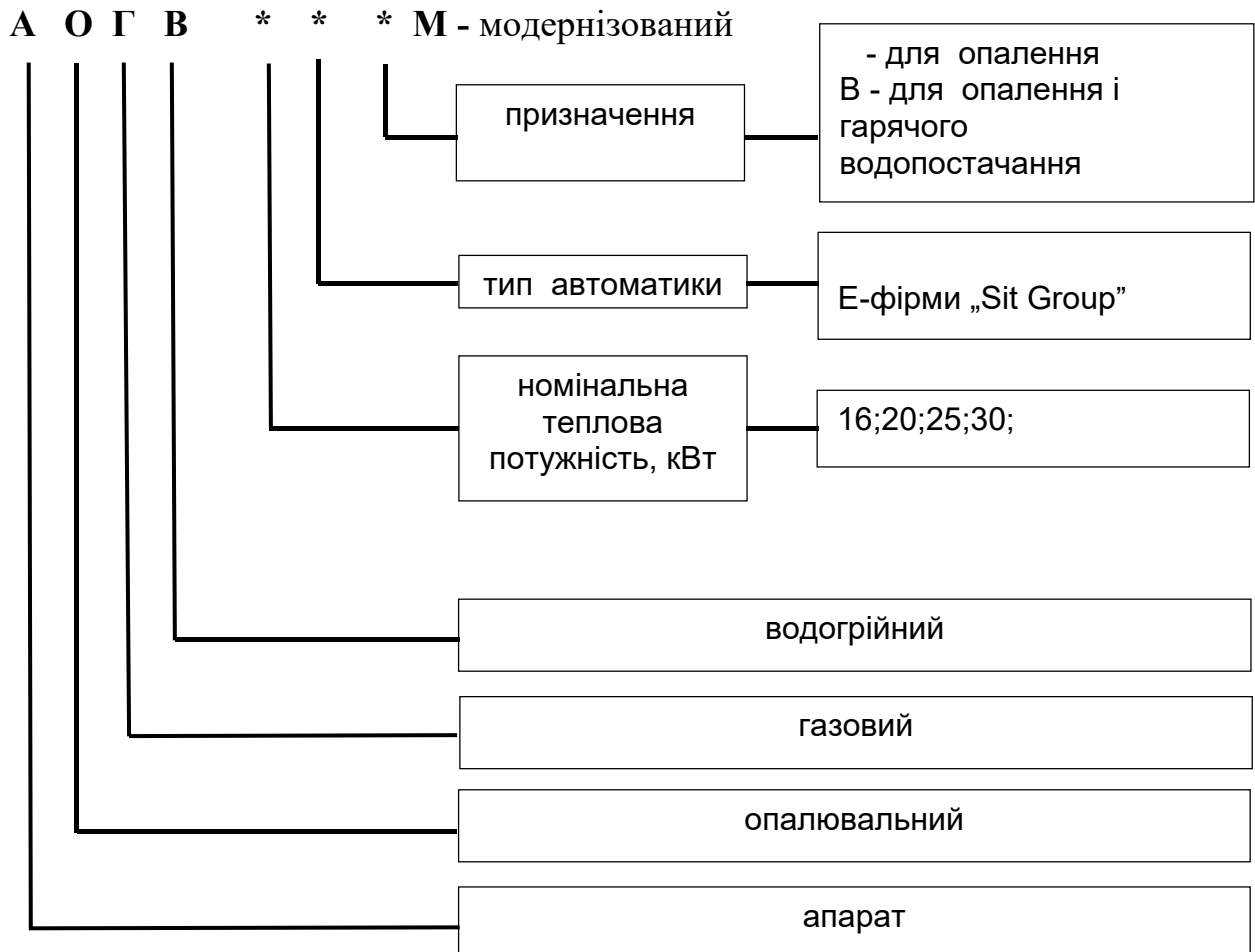 А О Г В * * * М - модернізований
призначення
- для опалення
В - для опалення і
гарячого
водопостачання
тип автоматики
Е-фірми „Sit Group”
номінальна
теплова
потужність, кВт
16;20;25;30;
водогрійний
газовий
опалювальний
апарат